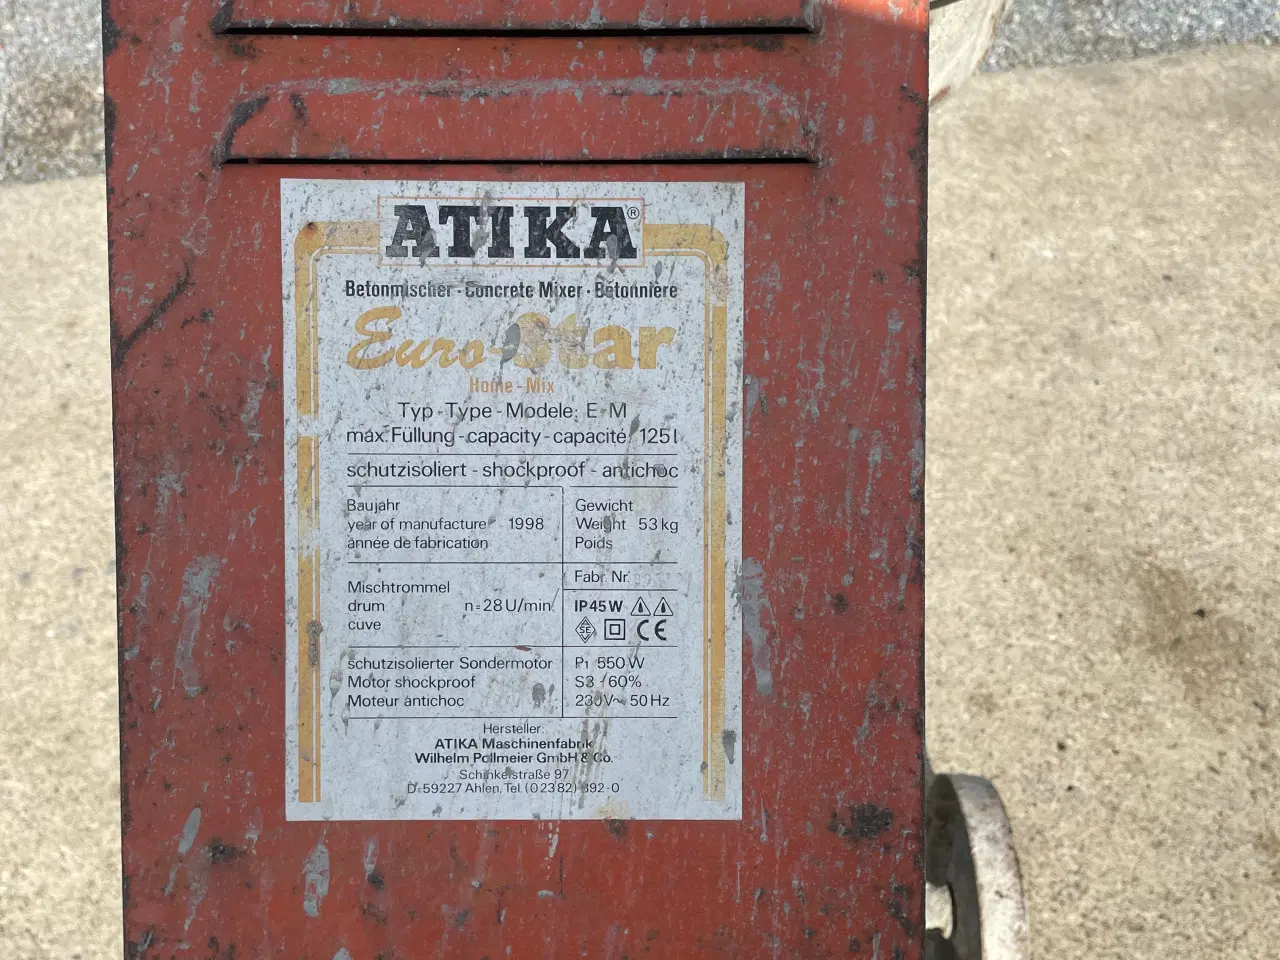 ATIKA®
Betonmischer · Concrete Mixer · Bétonnière
Euro-Star
Home-Mix
Typ - Type - Modele: E-M
max. Füllung - capacity - capacité: 125 l
schutzisoliert - shockproof - antichoc
Baujahr
year of manufacture 1998
année de fabrication
Gewicht
Weight 53 kg
Poids
Fabr. Nr.
Mischtrommel
drum n=28 U/min.
cuve
IP45W
SE CE
schutzisolierter Sondermotor
Motor shockproof
Moteur antichoc
P1 550 W
S3 / 60%
230V~ 50 Hz
Hersteller:
ATIKA Maschinenfabrik
Wilhelm Pollmeier GmbH & Co.
Schinkelstraße 97
D-59227 Ahlen, Tel. (0 23 82) 892-0